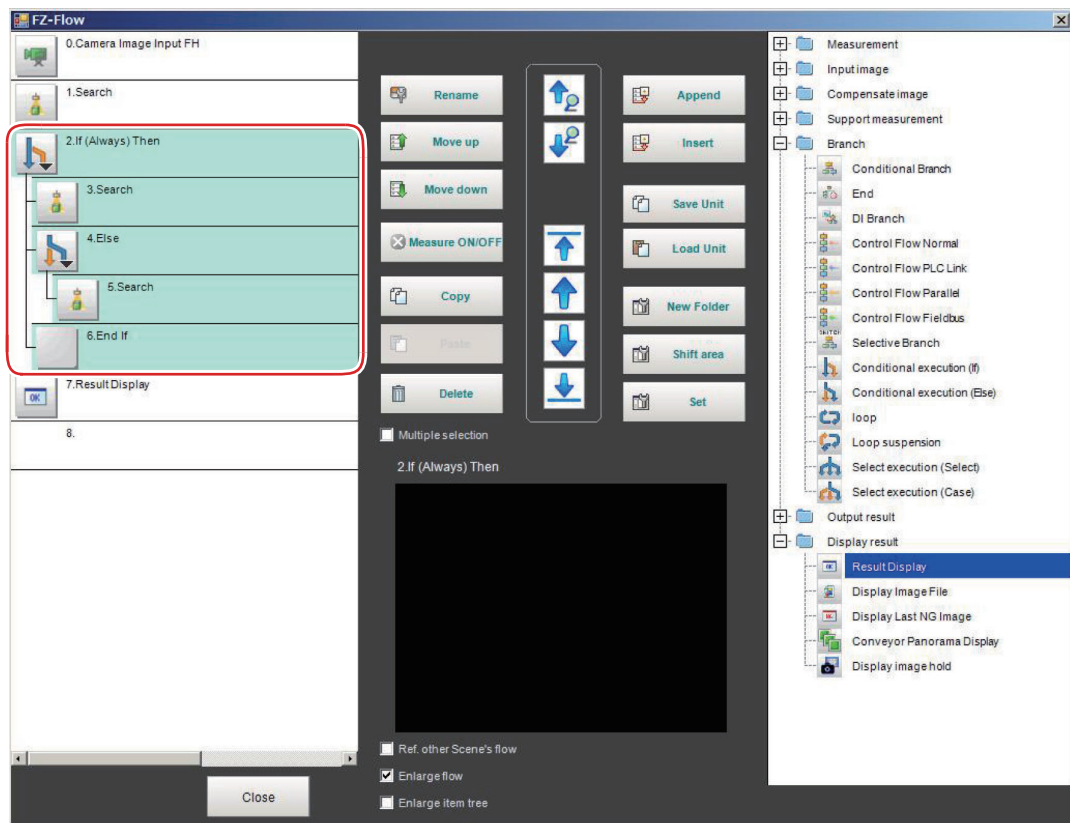 FZ-Flow
0.Camera Image Input FH
1.Search
2.If (Always) Then
3.Search
4.Else
5.Search
6.End If
7.Result Display
OK
8.
Close
Rename
Move up
Move down
Measure ON/OFF
Copy
Paste
Delete
Append
Insert
Save Unit
Load Unit
New Folder
Shift area
Set
Multiple selection
2.If (Always) Then
Ref. other Scene's flow
Enlarge flow
Enlarge item tree
Measurement
Input image
Compensate image
Support measurement
Branch
Conditional Branch
End
DI Branch
Control Flow Normal
Control Flow PLC Link
Control Flow Parallel
Control Flow Fieldbus
Selective Branch
Conditional execution (If)
Conditional execution (Else)
loop
Loop suspension
Select execution (Select)
Select execution (Case)
Output result
Display result
Result Display
Display Image File
Display Last NG Image
Conveyor Panorama Display
Display image hold